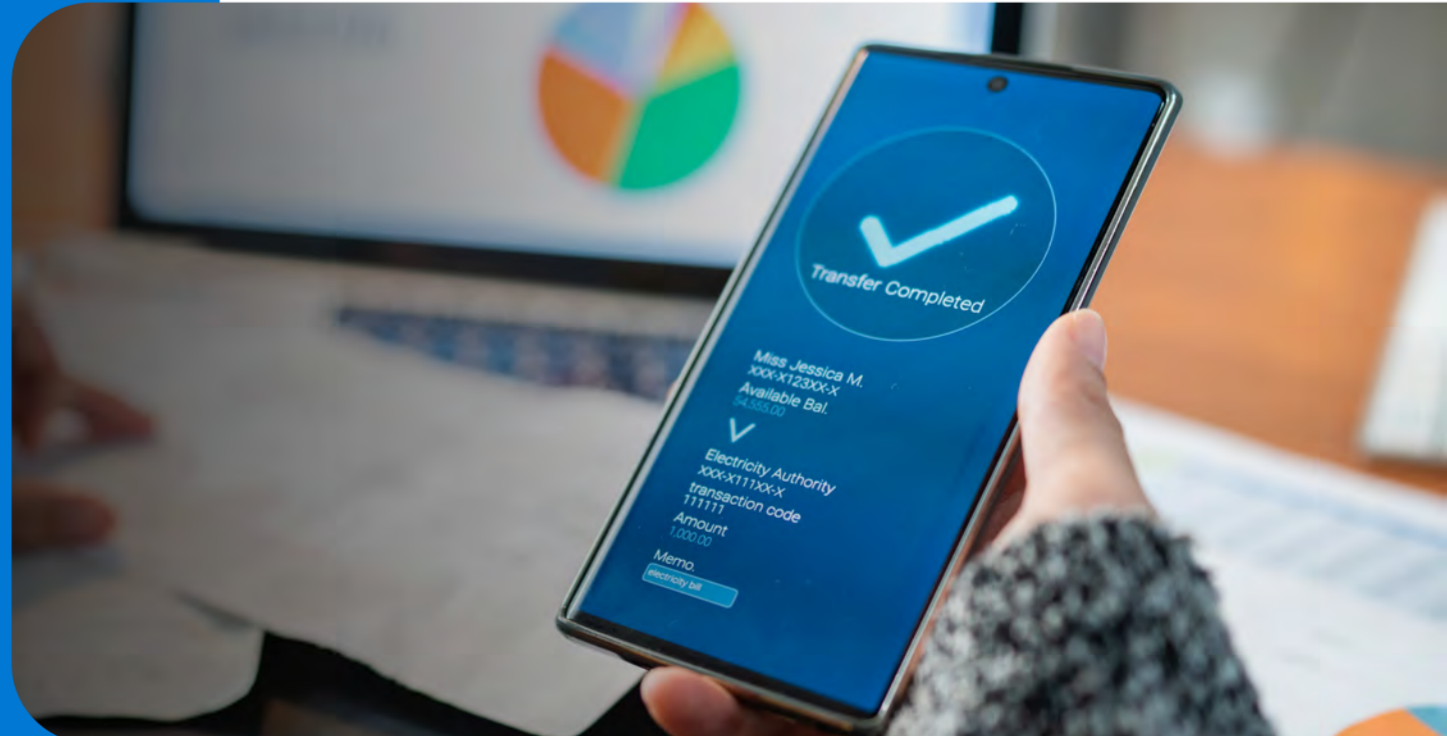 Transfer Completed
Miss Jessica M.
XXX-X123XX-X
Available Bal.
54,555.00
Electricity Authority
XXX-X111XX-X
transaction code
111111
Amount
1,000.00
Memo.
electricity bill